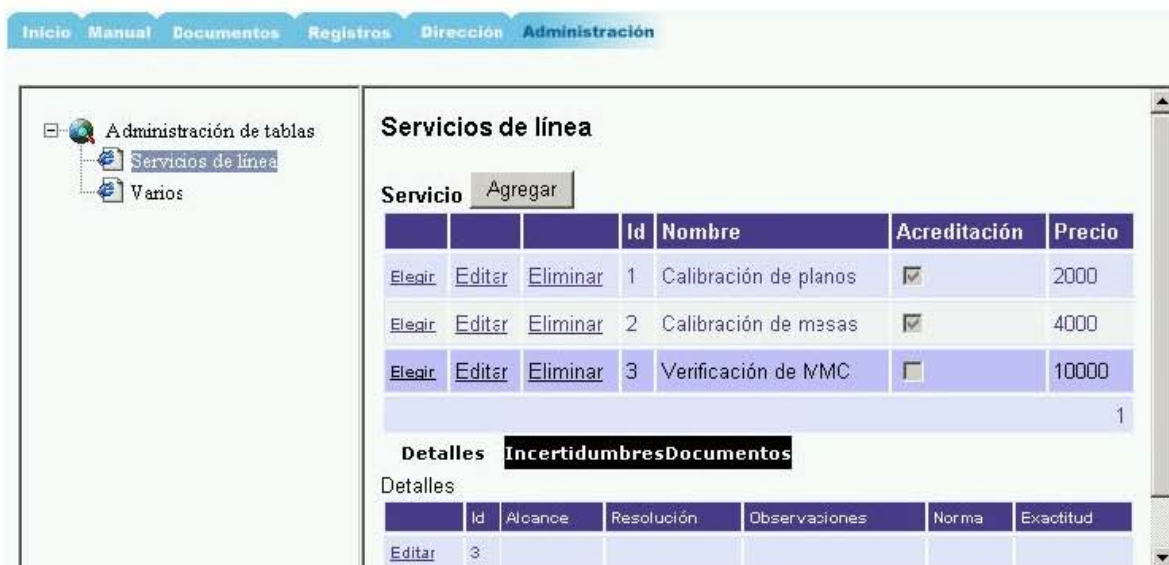 Inicio Manual Documentos Registros Dirección Administración
Administración de tablas
Servicios de línea
Varios
Servicios de línea
Servicio Agregar
Id Nombre Acreditación Precio
Elegir Editar Eliminar 1 Calibración de planos 2000
Elegir Editar Eliminar 2 Calibración de mesas 4000
Elegir Editar Eliminar 3 Verificación de MMC 10000
1
Detalles IncertidumbresDocumentos
Detalles
Id Alcance Resolución Observaciones Norma Exactitud
Editar 3